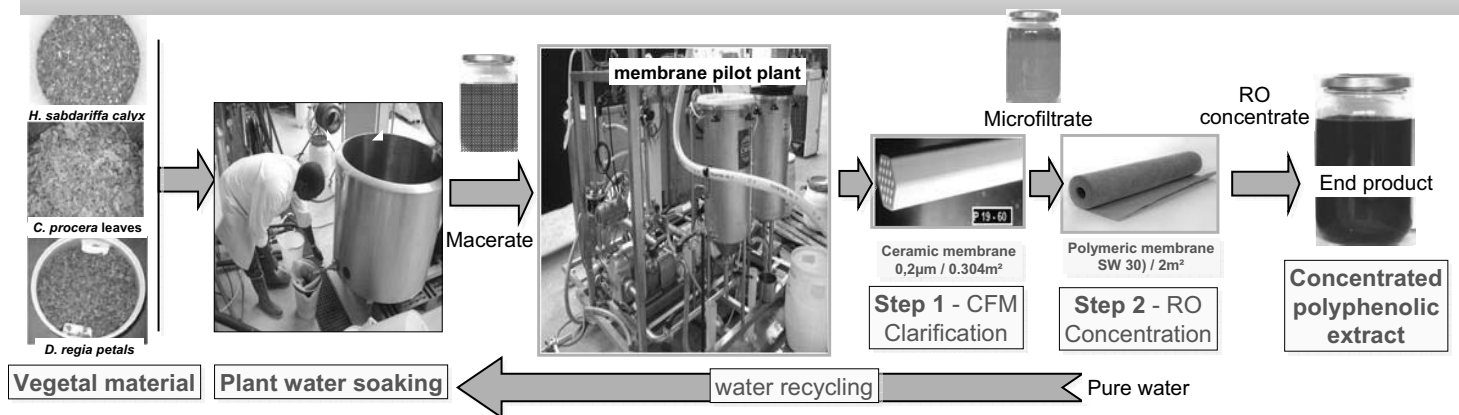 H. sabdariffa calyx
C. procera leaves
D. regia petals
Vegetal material
Plant water soaking
Macerate
membrane pilot plant
Microfiltrate
P 19 - 60
Ceramic membrane
0,2µm / 0.304m²
Step 1 - CFM
Clarification
Polymeric membrane
SW 30) / 2m²
Step 2 - RO
Concentration
RO
concentrate
End product
Concentrated
polyphenolic
extract
water recycling
Pure water